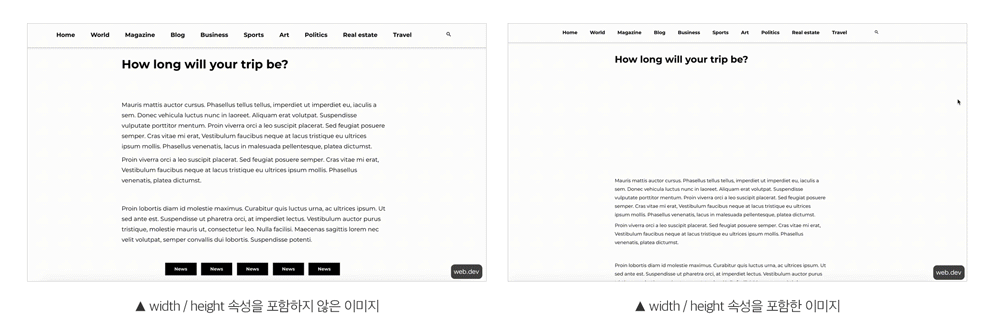 Home World Magazine Blog Business Sports Art Politics Real estate Travel
How long will your trip be?
Mauris mattis auctor cursus. Phasellus tellus tellus, imperdiet ut imperdiet eu, iaculis a
sem. Donec vehicula luctus nunc in laoreet. Aliquam erat volutpat. Suspendisse
vulputate porttitor mentum. Proin viverra orci a leo suscipit placerat. Sed feugiat posuere
semper. Cras vitae mi erat, Vestibulum faucibus neque at lacus tristique eu ultrices
ipsum mollis. Phasellus venenatis, lacus in malesuada pellentesque, platea dictumst.
Proin viverra orci a leo suscipit placerat. Sed feugiat posuere semper. Cras vitae mi erat,
Vestibulum faucibus neque at lacus tristique eu ultrices ipsum mollis. Phasellus
venenatis, platea dictumst.
Proin lobortis diam id molestie maximus. Curabitur quis luctus urna, ac ultrices ipsum. Ut
sed ante est. Suspendisse ut pharetra orci, at imperdiet lectus. Vestibulum auctor purus
tristique, molestie mauris ut, consectetur leo. Nulla facilisi. Maecenas sagittis lorem nec
velit volutpat, semper convallis dui lobortis. Suspendisse potenti.
News News News News News
web.dev
▲ width / height 속성을 포함하지 않은 이미지
Home World Magazine Blog Business Sports Art Politics Real estate Travel
How long will your trip be?
Mauris mattis auctor cursus. Phasellus tellus tellus, imperdiet ut imperdiet eu, iaculis a
sem. Donec vehicula luctus nunc in laoreet. Aliquam erat volutpat. Suspendisse
vulputate porttitor mentum. Proin viverra orci a leo suscipit placerat. Sed feugiat posuere
semper. Cras vitae mi erat, Vestibulum faucibus neque at lacus tristique eu ultrices
ipsum mollis. Phasellus venenatis, lacus in malesuada pellentesque, platea dictumst.
Proin viverra orci a leo suscipit placerat. Sed feugiat posuere semper. Cras vitae mi erat,
Vestibulum faucibus neque at lacus tristique eu ultrices ipsum mollis. Phasellus
venenatis, platea dictumst.
Proin lobortis diam id molestie maximus. Curabitur quis luctus urna, ac ultrices ipsum. Ut
sed ante est. Suspendisse ut pharetra orci, at imperdiet lectus. Vestibulum auctor purus
web.dev
▲ width / height 속성을 포함한 이미지